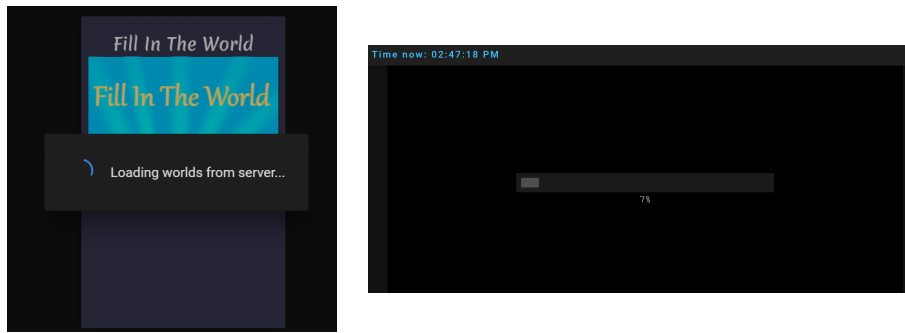 Fill In The World
Fill In The World
Loading worlds from server...
Time now: 02:47:18 PM
7%